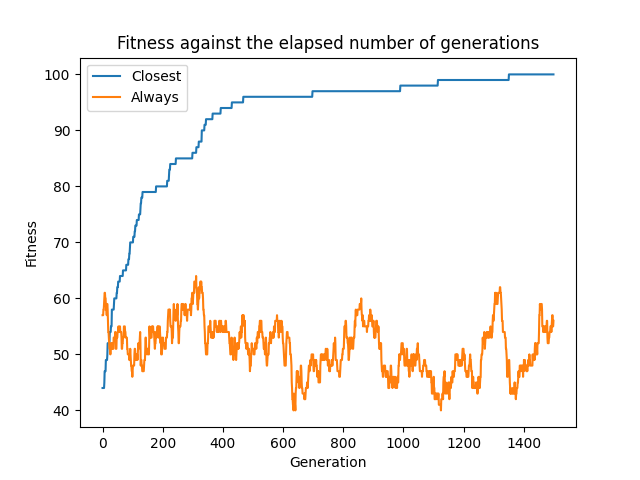 Fitness against the elapsed number of generations
Closest
Always
100
90
80
70
60
50
40
Fitness
0 200 400 600 800 1000 1200 1400
Generation